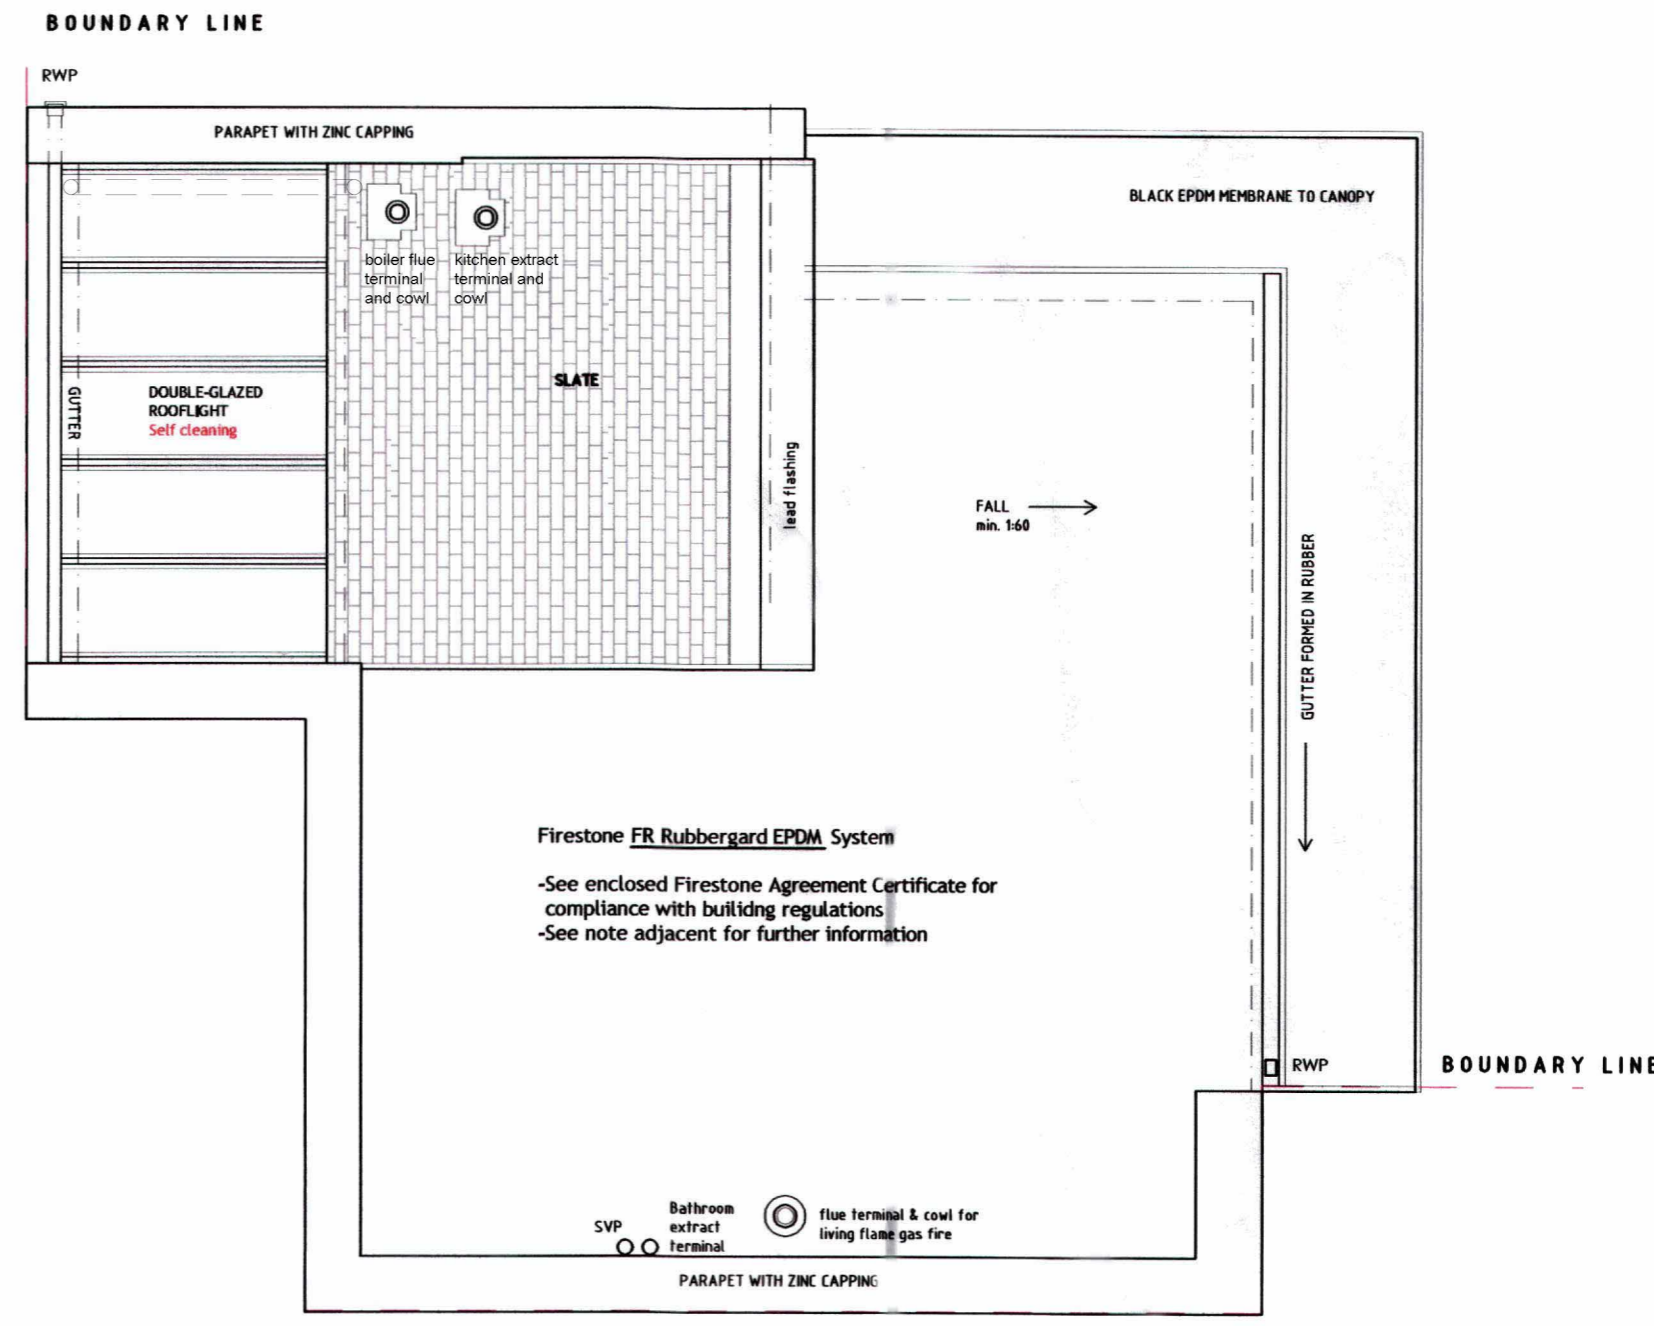 BOUNDARY LINE
RWP
PARAPET WITH ZINC CAPPING
BLACK EPDM MEMBRANE TO CANOPY
boiler flue
terminal
and cowl
kitchen extract
terminal and
cowl
SLATE
GUTTER
DOUBLE-GLAZED
ROOFLIGHT
Self cleaning
lead flashing
FALL
min. 1:60
GUTTER FORMED IN RUBBER
Firestone FR Rubbergard EPDM System
-See enclosed Firestone Agreement Certificate for
compliance with builidng regulations
-See note adjacent for further information
RWP
BOUNDARY LINE
SVP
Bathroom
extract
terminal
flue terminal & cowl for
living flame gas fire
PARAPET WITH ZINC CAPPING